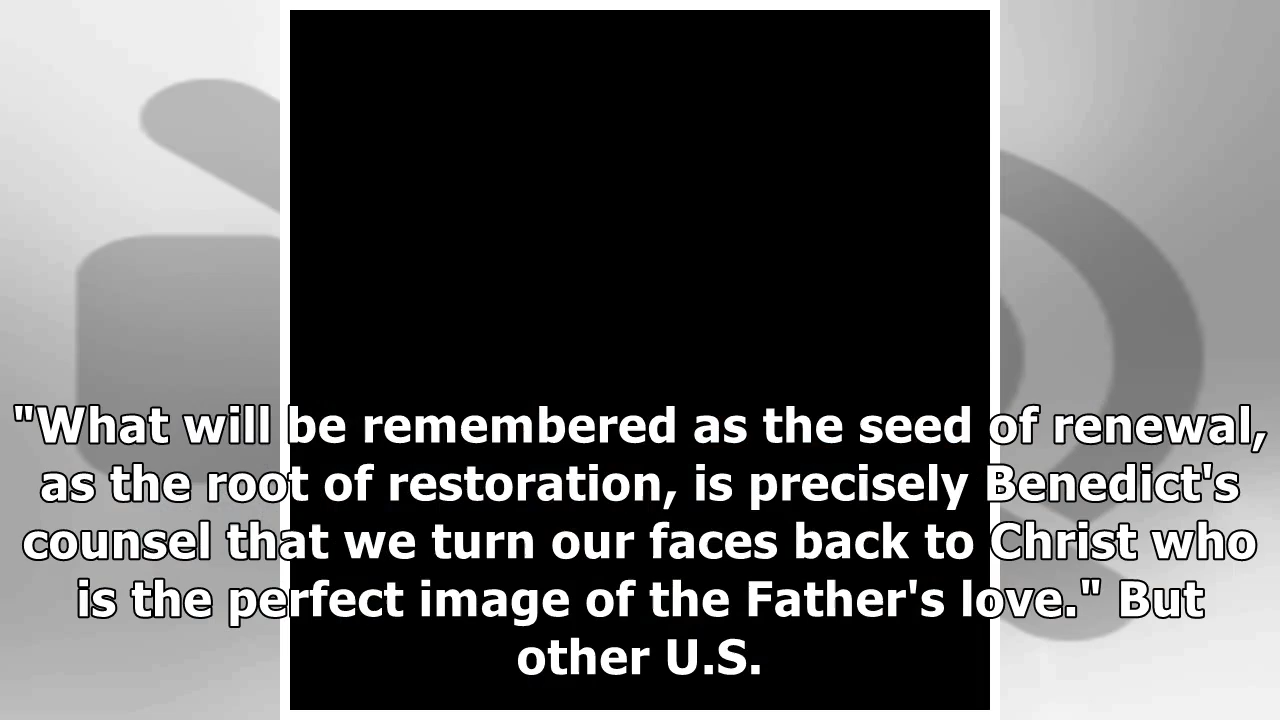 "What will be remembered as the seed of renewal,
as the root of restoration, is precisely Benedict's
counsel that we turn our faces back to Christ who
is the perfect image of the Father's love." But
other U.S.